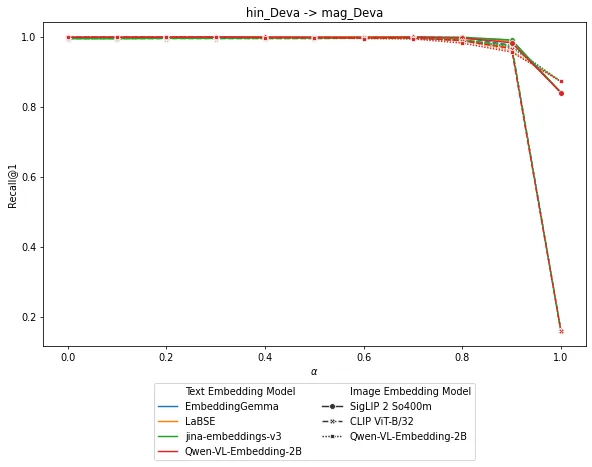 hin_Deva -> mag_Deva
Recall@1
1.0
0.8
0.6
0.4
0.2
0.0 0.2 0.4 0.6 0.8 1.0
α
Text Embedding Model Image Embedding Model
EmbeddingGemma SigLIP 2 So400m
LaBSE CLIP ViT-B/32
jina-embeddings-v3 Qwen-VL-Embedding-2B
Qwen-VL-Embedding-2B